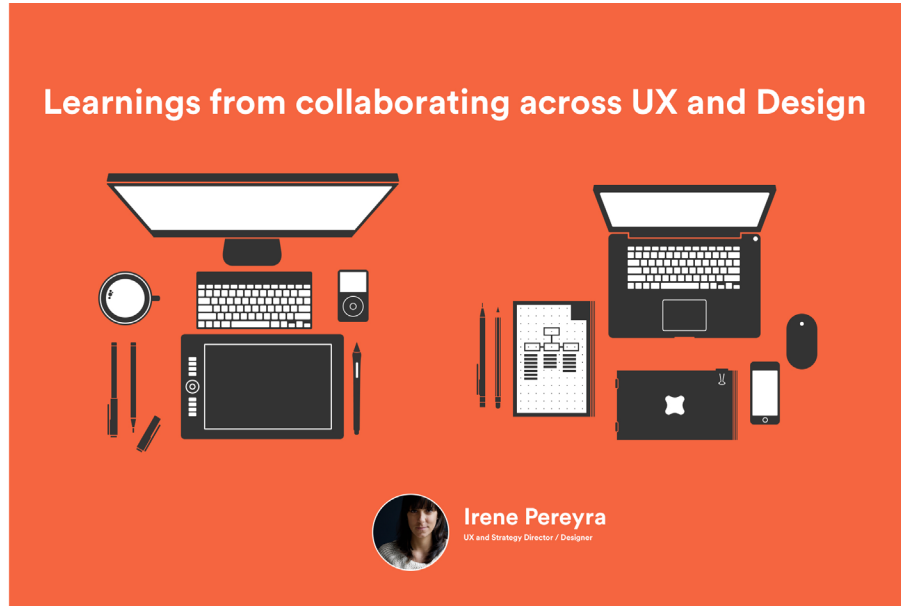 Learnings from collaborating across UX and Design
Irene Pereyra
UX and Strategy Director / Designer